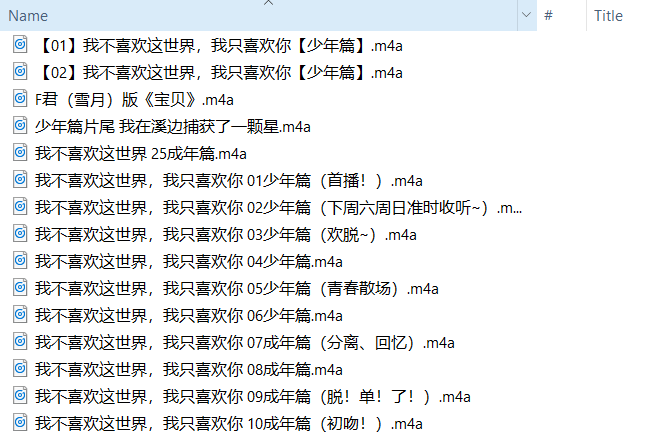 Name # Title
【01】我不喜欢这世界，我只喜欢你【少年篇】.m4a
【02】我不喜欢这世界，我只喜欢你【少年篇】.m4a
F君（雪月）版《宝贝》.m4a
少年篇片尾 我在溪边捕获了一颗星.m4a
我不喜欢这世界 25成年篇.m4a
我不喜欢这世界，我只喜欢你 01少年篇（首播！）.m4a
我不喜欢这世界，我只喜欢你 02少年篇（下周六周日准时收听~）.m...
我不喜欢这世界，我只喜欢你 03少年篇（欢脱~）.m4a
我不喜欢这世界，我只喜欢你 04少年篇.m4a
我不喜欢这世界，我只喜欢你 05少年篇（青春散场）.m4a
我不喜欢这世界，我只喜欢你 06少年篇.m4a
我不喜欢这世界，我只喜欢你 07成年篇（分离、回忆）.m4a
我不喜欢这世界，我只喜欢你 08成年篇.m4a
我不喜欢这世界，我只喜欢你 09成年篇（脱！单！了！）.m4a
我不喜欢这世界，我只喜欢你 10成年篇（初吻！）.m4a